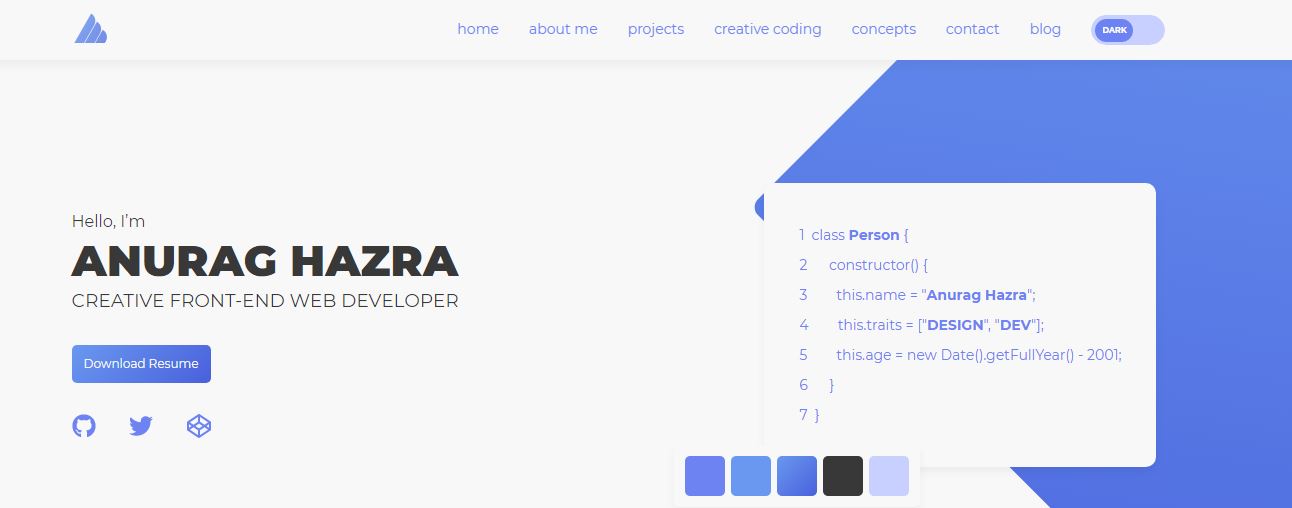 home about me projects creative coding concepts contact blog DARK
Hello, I'm
ANURAG HAZRA
CREATIVE FRONT-END WEB DEVELOPER
Download Resume
1 class Person {
2 constructor() {
3 this.name = "Anurag Hazra";
4 this.traits = ["DESIGN", "DEV"];
5 this.age = new Date().getFullYear() - 2001;
6 }
7 }